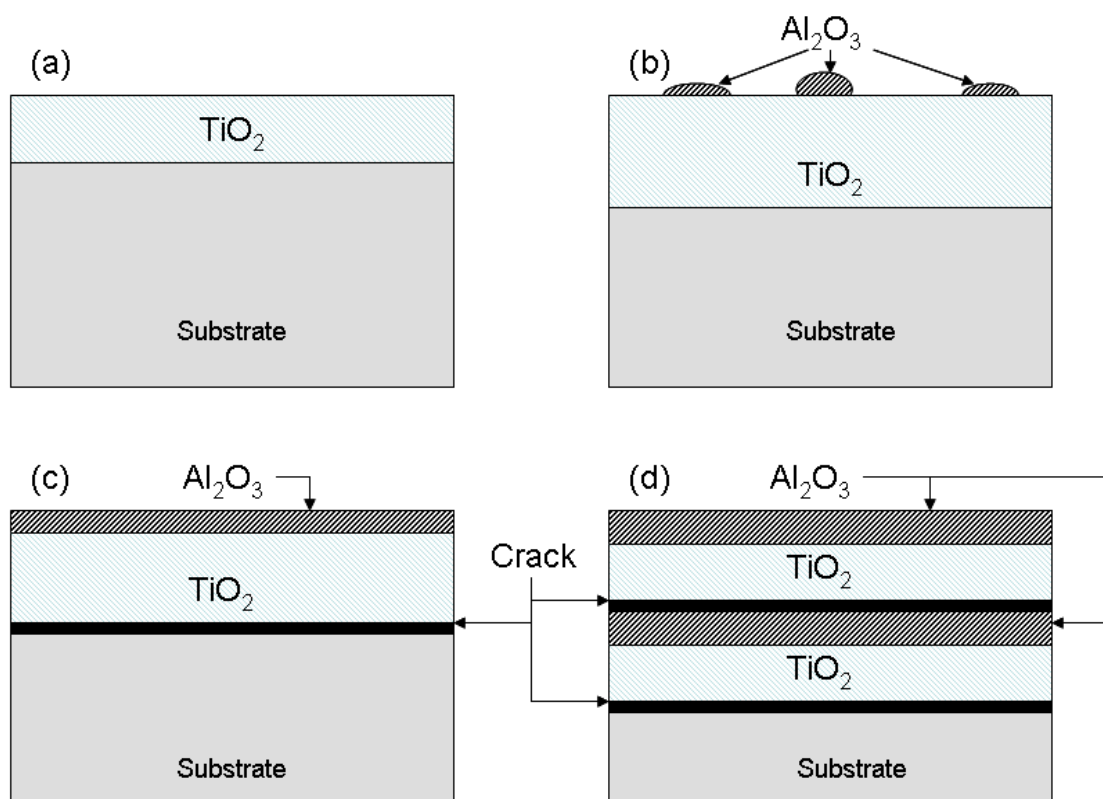 (a)
TiO₂
Substrate
(b)
Al₂O₃
TiO₂
Substrate
(c)
Al₂O₃
TiO₂
Substrate
Crack
(d)
Al₂O₃
TiO₂
TiO₂
Substrate